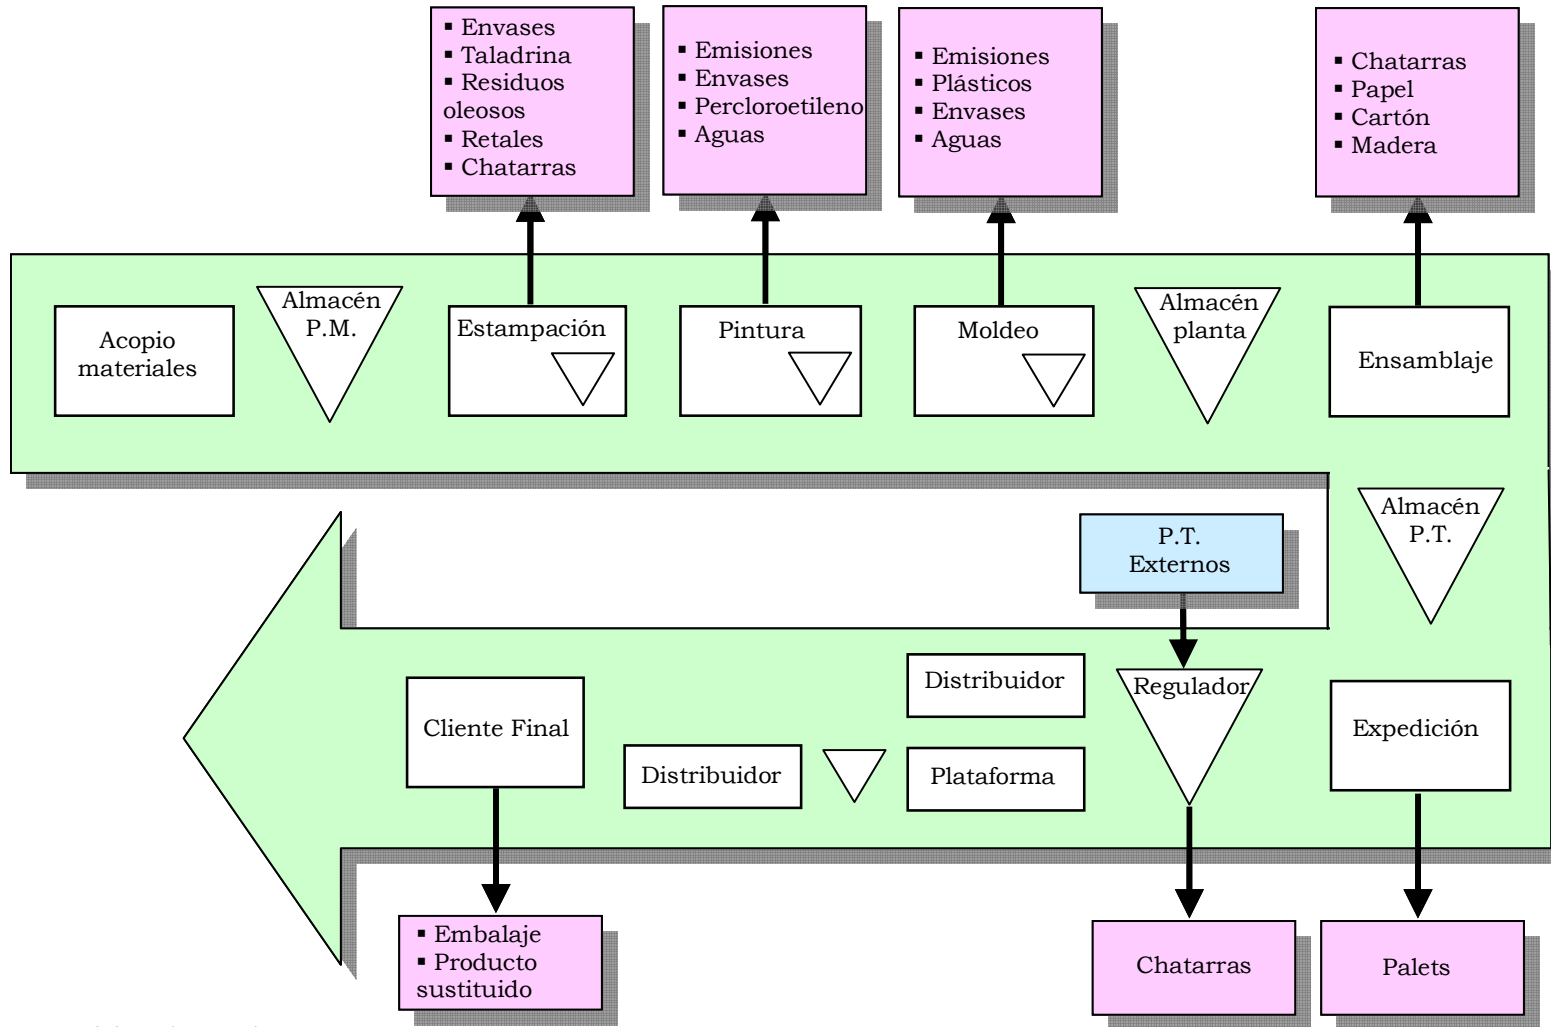 ▪ Envases
▪ Taladrina
▪ Residuos
oleosos
▪ Retales
▪ Chatarras
▪ Emisiones
▪ Envases
▪ Percloroetileno
▪ Aguas
▪ Emisiones
▪ Plásticos
▪ Envases
▪ Aguas
▪ Chatarras
▪ Papel
▪ Cartón
▪ Madera
Acopio
materiales
Almacén
P.M.
Estampación
Pintura
Moldeo
Almacén
planta
Ensamblaje
Almacén
P.T.
P.T.
Externos
Cliente Final
Distribuidor
Distribuidor
Plataforma
Regulador
Expedición
▪ Embalaje
▪ Producto
sustituido
Chatarras
Palets